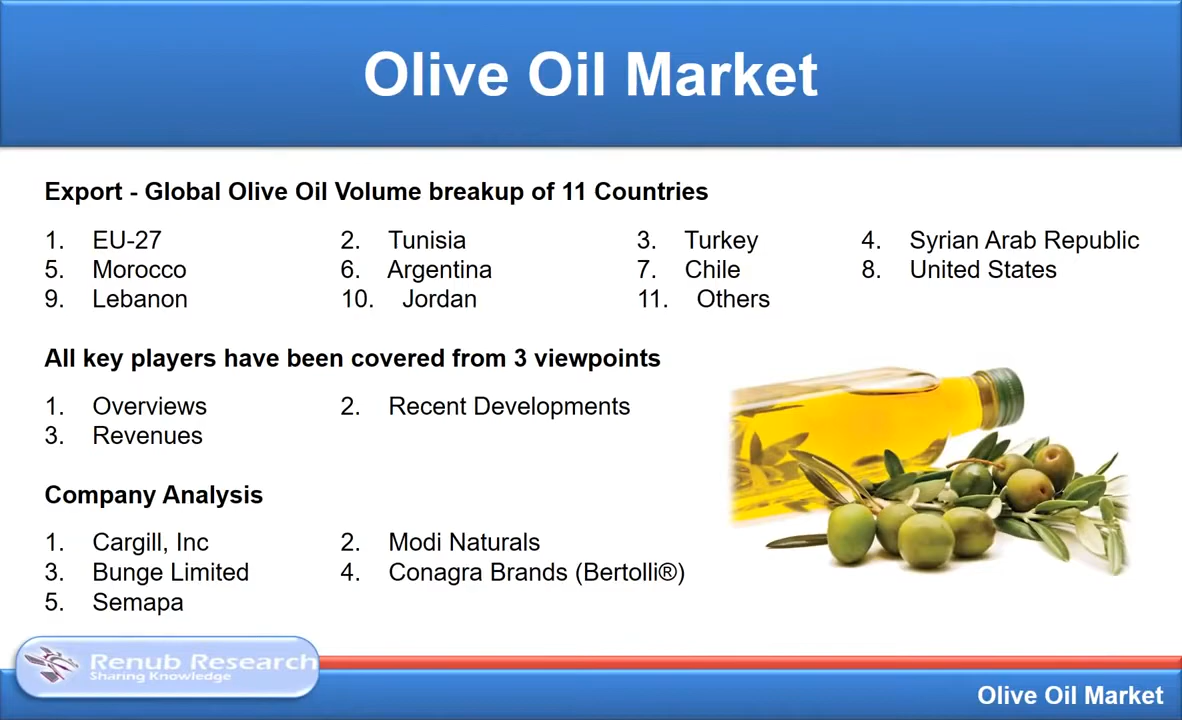 Olive Oil Market
Export - Global Olive Oil Volume breakup of 11 Countries
1. EU-27 2. Tunisia 3. Turkey 4. Syrian Arab Republic
5. Morocco 6. Argentina 7. Chile 8. United States
9. Lebanon 10. Jordan 11. Others
All key players have been covered from 3 viewpoints
1. Overviews 2. Recent Developments
3. Revenues
Company Analysis
1. Cargill, Inc 2. Modi Naturals
3. Bunge Limited 4. Conagra Brands (Bertolli®)
5. Semapa
Renub Research
Sharing Knowledge
Olive Oil Market